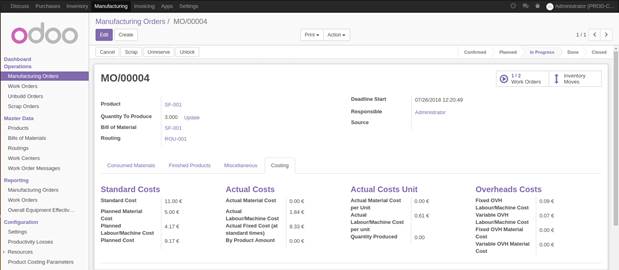 Discuss Purchases Inventory Manufacturing Invoicing Apps Settings Administrator (PROD-C...
odoo
Manufacturing Orders / MO/00004
Edit Create Print Action 1 / 1
Cancel Scrap Unreserve Unlock Confirmed Planned In Progress Done Closed
Dashboard
Operations
Manufacturing Orders
Work Orders
Unbuild Orders
Scrap Orders
Master Data
Products
Bills of Materials
Routings
Work Centers
Work Order Messages
Reporting
Manufacturing Orders
Work Orders
Overall Equipment Effectiv...
Configuration
Settings
Productivity Losses
Resources
Product Costing Parameters
MO/00004
1 / 2
Work Orders
Inventory
Moves
Product SF-001
Quantity To Produce 3.000 Update
Bill of Material SF-001
Routing ROU-001
Deadline Start 07/26/2018 12:20:49
Responsible Administrator
Source
Consumed Materials Finished Products Miscellaneous Costing
Standard Costs
Standard Cost 11.00 €
Planned Material Cost 5.00 €
Planned Labour/Machine Cost 4.17 €
Planned Cost 9.17 €
Actual Costs
Actual Material Cost 0.00 €
Actual Labour/Machine Cost 1.84 €
Actual Fixed Cost (at standard times) 8.33 €
By Product Amount 0.00 €
Actual Costs Unit
Actual Material Cost per Unit 0.00 €
Actual Labour/Machine Cost per unit 0.61 €
Quantity Produced 0.00
Overheads Costs
Fixed OVH Labour/Machine Cost 0.09 €
Variable OVH Labour/Machine Cost 0.07 €
Fixed OVH Material Cost 0.00 €
Variable OVH Material Cost 0.00 €